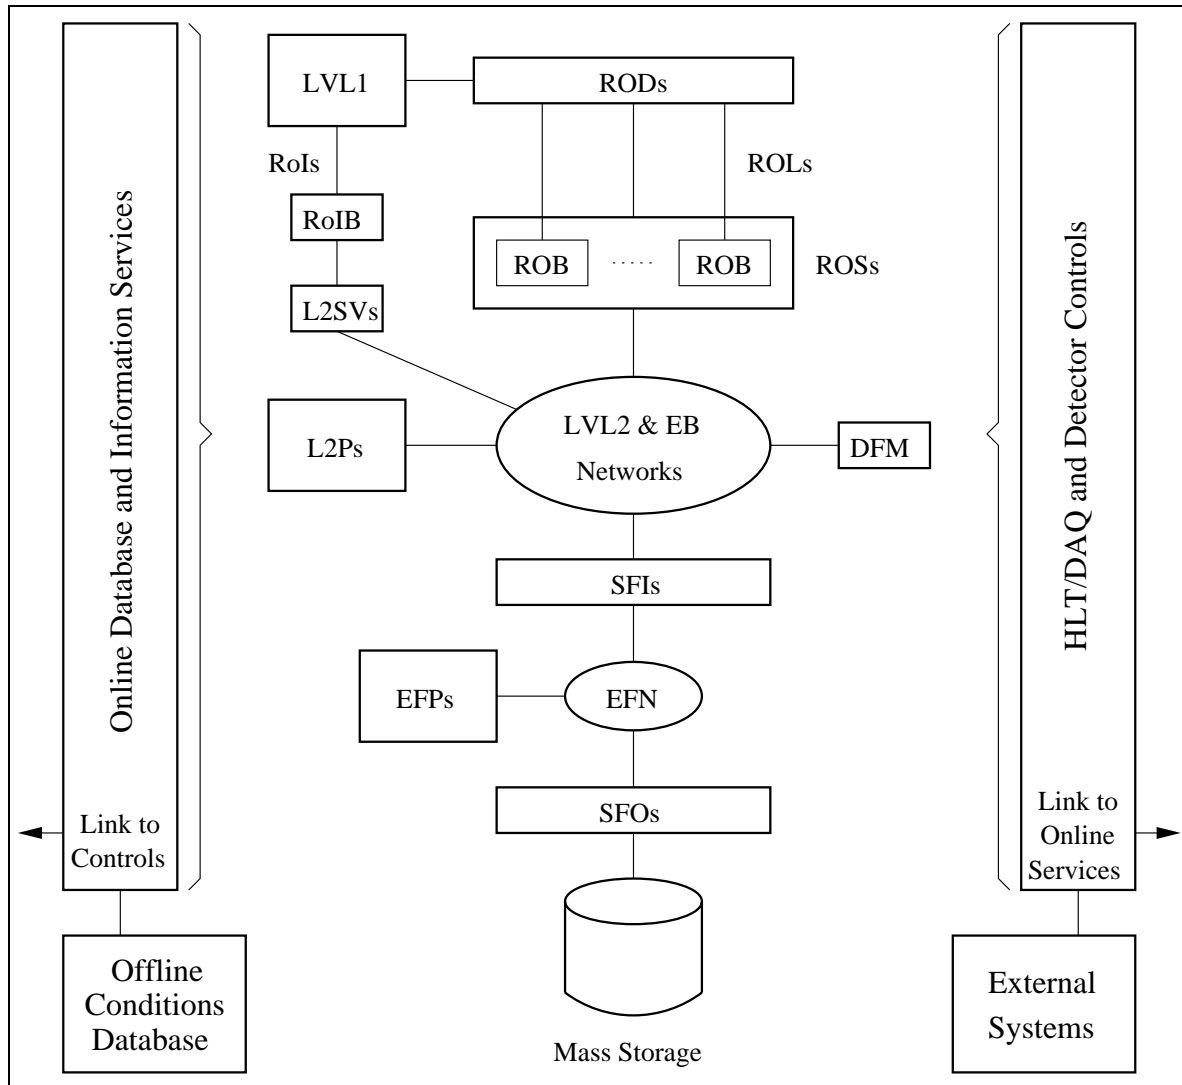 Online Database and Information Services
Link to
Controls
Offline
Conditions
Database
LVL1
RODs
RoIs
ROLs
RoIB
ROB
.....
ROB
ROSs
L2SVs
L2Ps
LVL2 & EB
Networks
DFM
SFIs
EFPs
EFN
SFOs
Mass Storage
HLT/DAQ and Detector Controls
Link to
Online
Services
External
Systems